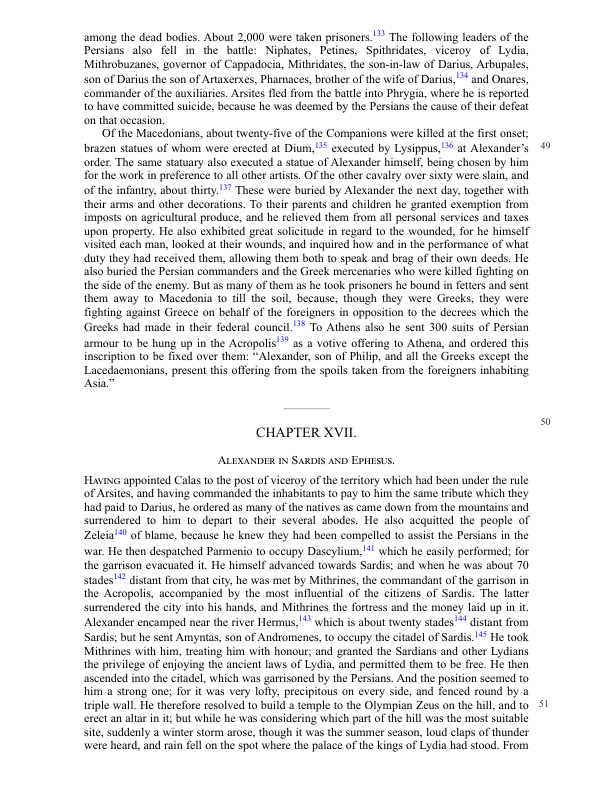 among the dead bodies. About 2,000 were taken prisoners.133 The following leaders of the
Persians also fell in the battle: Niphates, Petines, Spithridates, viceroy of Lydia,
Mithrobuzanes, governor of Cappadocia, Mithridates, the son-in-law of Darius, Arbupales,
son of Darius the son of Artaxerxes, Pharnaces, brother of the wife of Darius,134 and Onares,
commander of the auxiliaries. Arsites fled from the battle into Phrygia, where he is reported
to have committed suicide, because he was deemed by the Persians the cause of their defeat
on that occasion.
Of the Macedonians, about twenty-five of the Companions were killed at the first onset;
brazen statues of whom were erected at Dium,135 executed by Lysippus,136 at Alexander’s 49
order. The same statuary also executed a statue of Alexander himself, being chosen by him
for the work in preference to all other artists. Of the other cavalry over sixty were slain, and
of the infantry, about thirty.137 These were buried by Alexander the next day, together with
their arms and other decorations. To their parents and children he granted exemption from
imposts on agricultural produce, and he relieved them from all personal services and taxes
upon property. He also exhibited great solicitude in regard to the wounded, for he himself
visited each man, looked at their wounds, and inquired how and in the performance of what
duty they had received them, allowing them both to speak and brag of their own deeds. He
also buried the Persian commanders and the Greek mercenaries who were killed fighting on
the side of the enemy. But as many of them as he took prisoners he bound in fetters and sent
them away to Macedonia to till the soil, because, though they were Greeks, they were
fighting against Greece on behalf of the foreigners in opposition to the decrees which the
Greeks had made in their federal council.138 To Athens also he sent 300 suits of Persian
armour to be hung up in the Acropolis139 as a votive offering to Athena, and ordered this
inscription to be fixed over them: “Alexander, son of Philip, and all the Greeks except the
Lacedaemonians, present this offering from the spoils taken from the foreigners inhabiting
Asia.”
50
CHAPTER XVII.
Alexander in Sardis and Ephesus.
Having appointed Calas to the post of viceroy of the territory which had been under the rule
of Arsites, and having commanded the inhabitants to pay to him the same tribute which they
had paid to Darius, he ordered as many of the natives as came down from the mountains and
surrendered to him to depart to their several abodes. He also acquitted the people of
Zeleia140 of blame, because he knew they had been compelled to assist the Persians in the
war. He then despatched Parmenio to occupy Dascylium,141 which he easily performed; for
the garrison evacuated it. He himself advanced towards Sardis; and when he was about 70
stades142 distant from that city, he was met by Mithrines, the commandant of the garrison in
the Acropolis, accompanied by the most influential of the citizens of Sardis. The latter
surrendered the city into his hands, and Mithrines the fortress and the money laid up in it.
Alexander encamped near the river Hermus,143 which is about twenty stades144 distant from
Sardis; but he sent Amyntas, son of Andromenes, to occupy the citadel of Sardis.145 He took
Mithrines with him, treating him with honour; and granted the Sardians and other Lydians
the privilege of enjoying the ancient laws of Lydia, and permitted them to be free. He then
ascended into the citadel, which was garrisoned by the Persians. And the position seemed to
him a strong one; for it was very lofty, precipitous on every side, and fenced round by a
triple wall. He therefore resolved to build a temple to the Olympian Zeus on the hill, and to 51
erect an altar in it; but while he was considering which part of the hill was the most suitable
site, suddenly a winter storm arose, though it was the summer season, loud claps of thunder
were heard, and rain fell on the spot where the palace of the kings of Lydia had stood. From